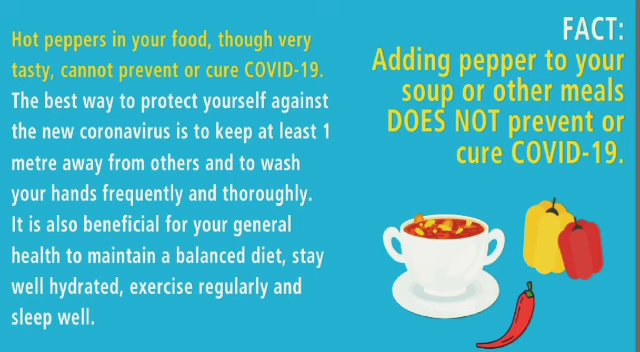 Hot peppers in your food, though very
tasty, cannot prevent or cure COVID-19.
The best way to protect yourself against
the new coronavirus is to keep at least 1
metre away from others and to wash
your hands frequently and thoroughly.
It is also beneficial for your general
health to maintain a balanced diet, stay
well hydrated, exercise regularly and
sleep well.
FACT:
Adding pepper to your
soup or other meals
DOES NOT prevent or
cure COVID-19.